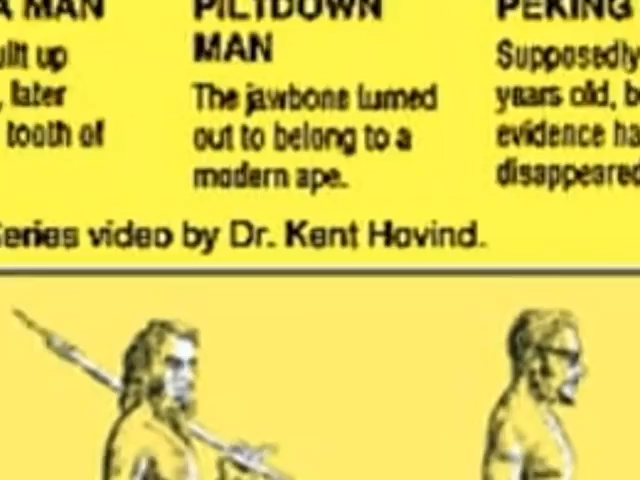 A MAN PILTDOWN PEKING
MAN
uilt up Supposedly
, later The jawbone turned years old, b
tooth of out to belong to a evidence ha
modern ape. disappeared
Series video by Dr. Kent Hovind.